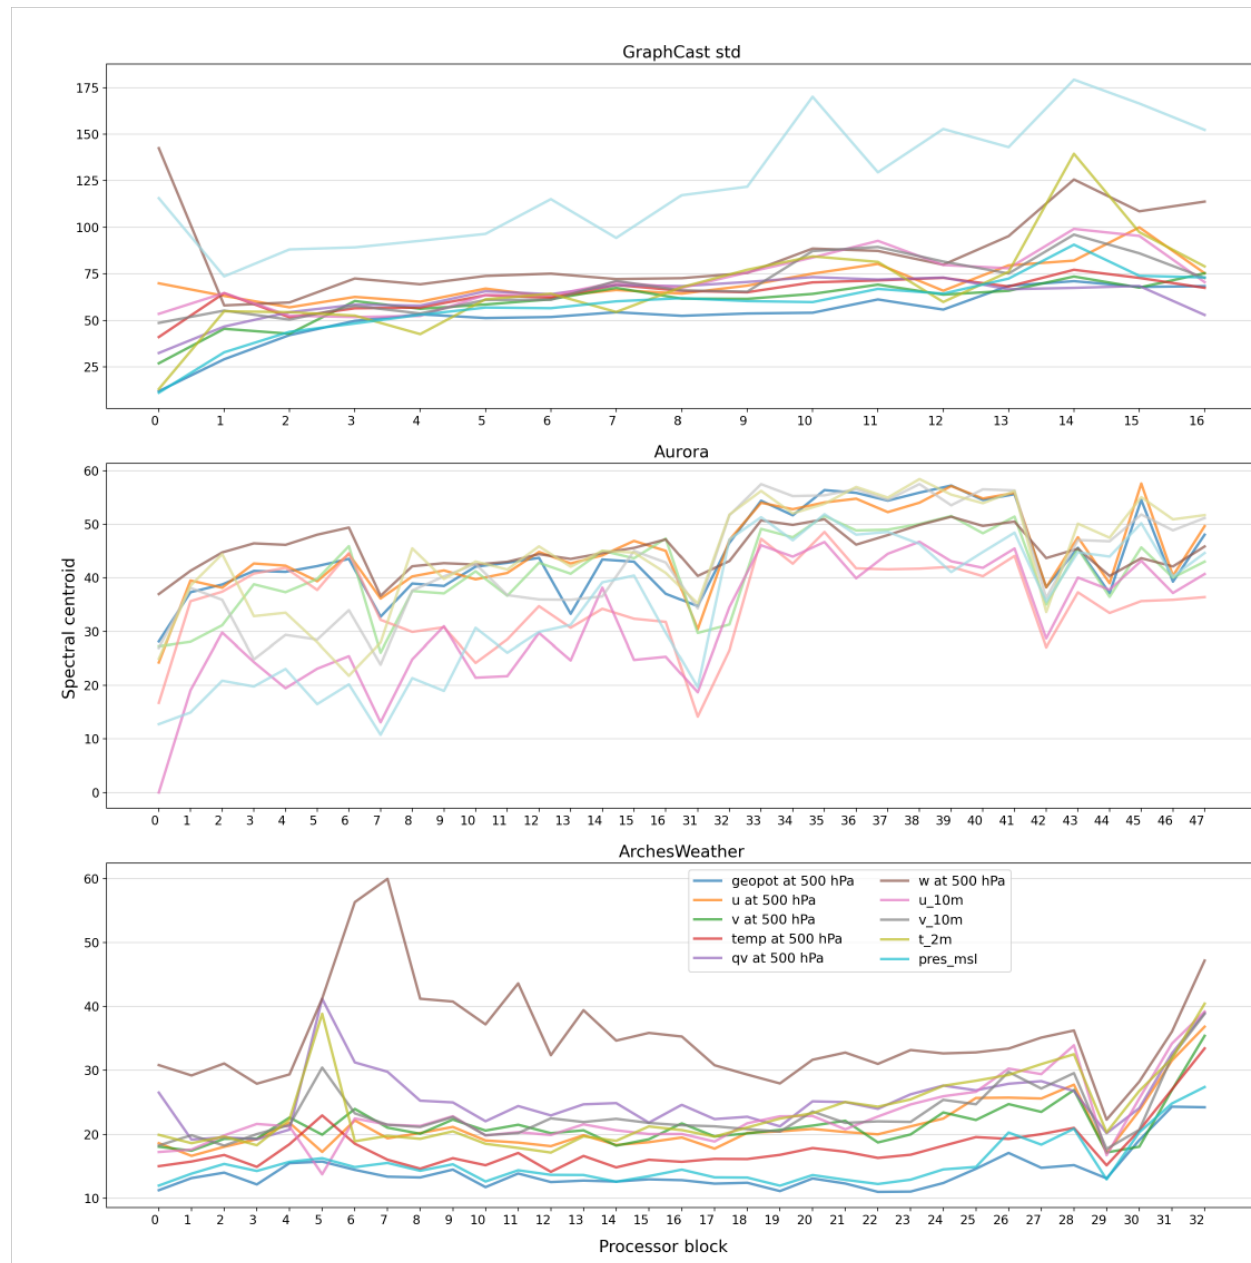 GraphCast std
175
150
125
100
75
50
25
0 1 2 3 4 5 6 7 8 9 10 11 12 13 14 15 16
Aurora
60
50
40
30
20
10
0
Spectral centroid
0 1 2 3 4 5 6 7 8 9 10 11 12 13 14 15 16 31 32 33 34 35 36 37 38 39 40 41 42 43 44 45 46 47
ArchesWeather
60
50
40
30
20
10
geopot at 500 hPa
u at 500 hPa
v at 500 hPa
temp at 500 hPa
qv at 500 hPa
w at 500 hPa
u_10m
v_10m
t_2m
pres_msl
0 1 2 3 4 5 6 7 8 9 10 11 12 13 14 15 16 17 18 19 20 21 22 23 24 25 26 27 28 29 30 31 32
Processor block